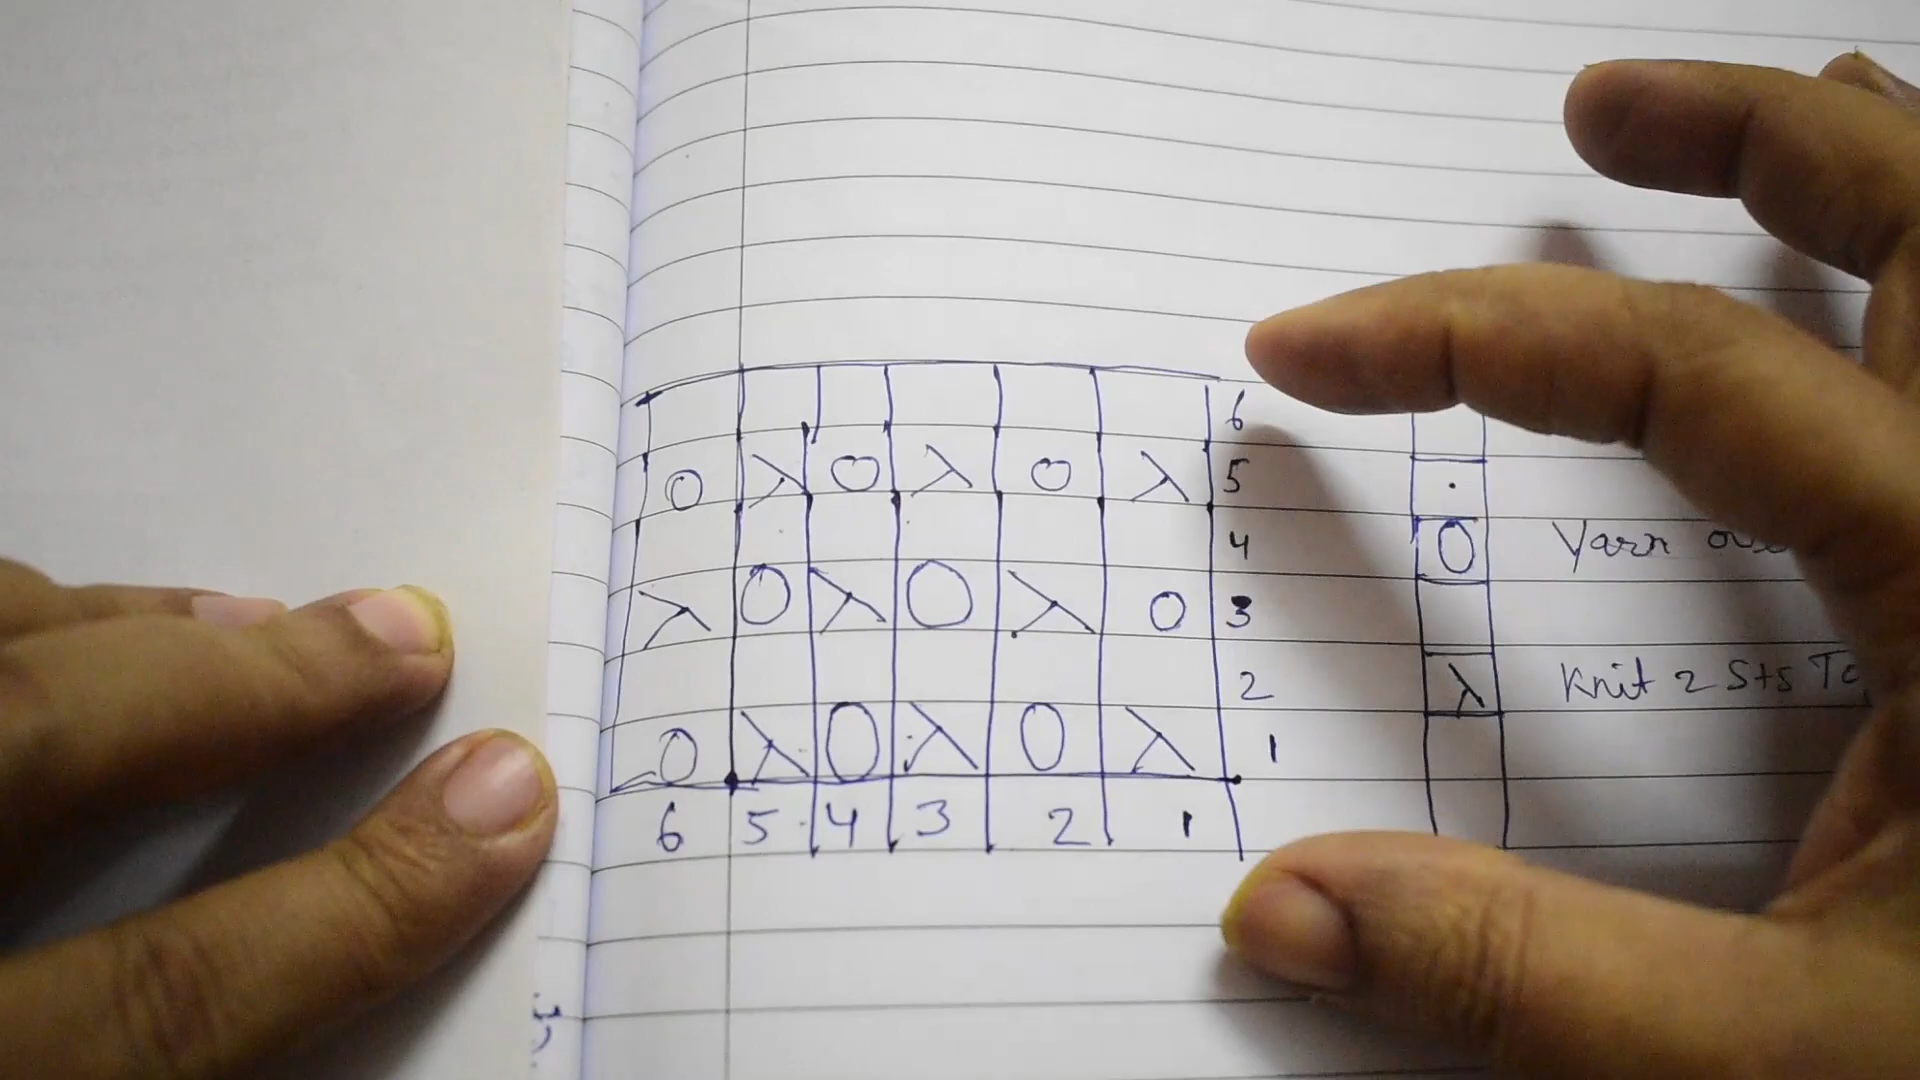 6
O λ O λ O λ 5
4
λ O λ O λ O 3
2
O λ O λ O λ 1
6 5 4 3 2 1
.
O Yarn
λ Knit 2 Sts